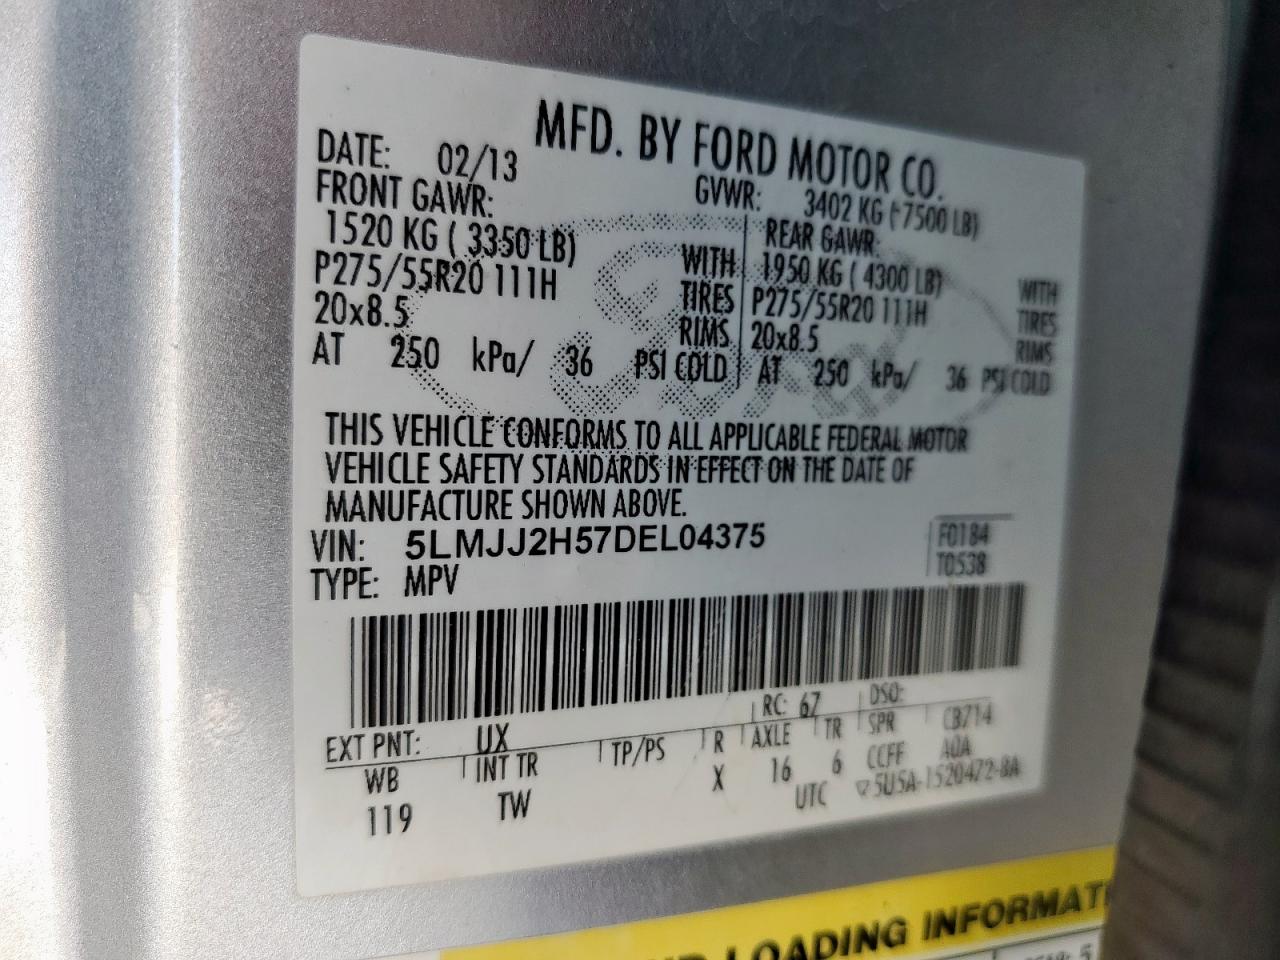 MFD. BY FORD MOTOR CO.
DATE: 02/13
GVWR: 3402 KG ( 7500 LB)
FRONT GAWR:
1520 KG ( 3350 LB)
P275/55R20 111H
20x8.5
AT 250 kPa/ 36 PSI COLD
WITH
TIRES
RIMS
REAR GAWR:
1950 KG ( 4300 LB)
P275/55R20 111H
20x8.5
AT 250 kPa/ 36 PSI COLD
WITH
TIRES
RIMS
THIS VEHICLE CONFORMS TO ALL APPLICABLE FEDERAL MOTOR
VEHICLE SAFETY STANDARDS IN EFFECT ON THE DATE OF
MANUFACTURE SHOWN ABOVE.
VIN: 5LMJJ2H57DEL04375
TYPE: MPV
F0184
T0538
EXT PNT: UX RC: 67 DSO:
WB INT TR TP/PS R AXLE TR SPR CB714
119 TW X 16 6 CCFF AOA
UTC 5U5A-1520472-BA
LOADING INFORMATI